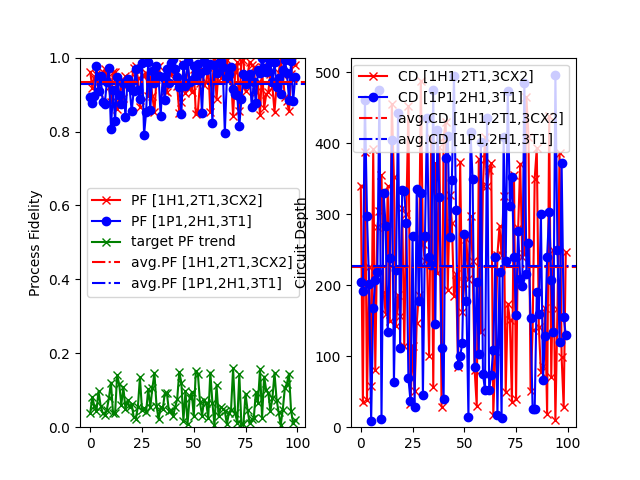 1.0
0.8
0.6
0.4
0.2
0.0
0
25
50
75
100
Process Fidelity
PF [1H1,2T1,3CX2]
PF [1P1,2H1,3T1]
target PF trend
avg.PF [1H1,2T1,3CX2]
avg.PF [1P1,2H1,3T1]
500
400
300
200
100
0
0
25
50
75
100
Circuit Depth
CD [1H1,2T1,3CX2]
CD [1P1,2H1,3T1]
avg.CD [1H1,2T1,3CX2]
avg.CD [1P1,2H1,3T1]